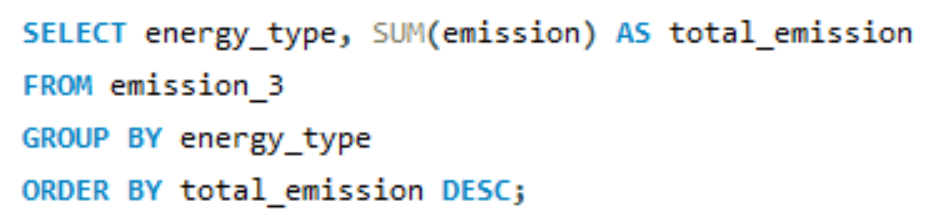 SELECT energy_type, SUM(emission) AS total_emission
FROM emission_3
GROUP BY energy_type
ORDER BY total_emission DESC;